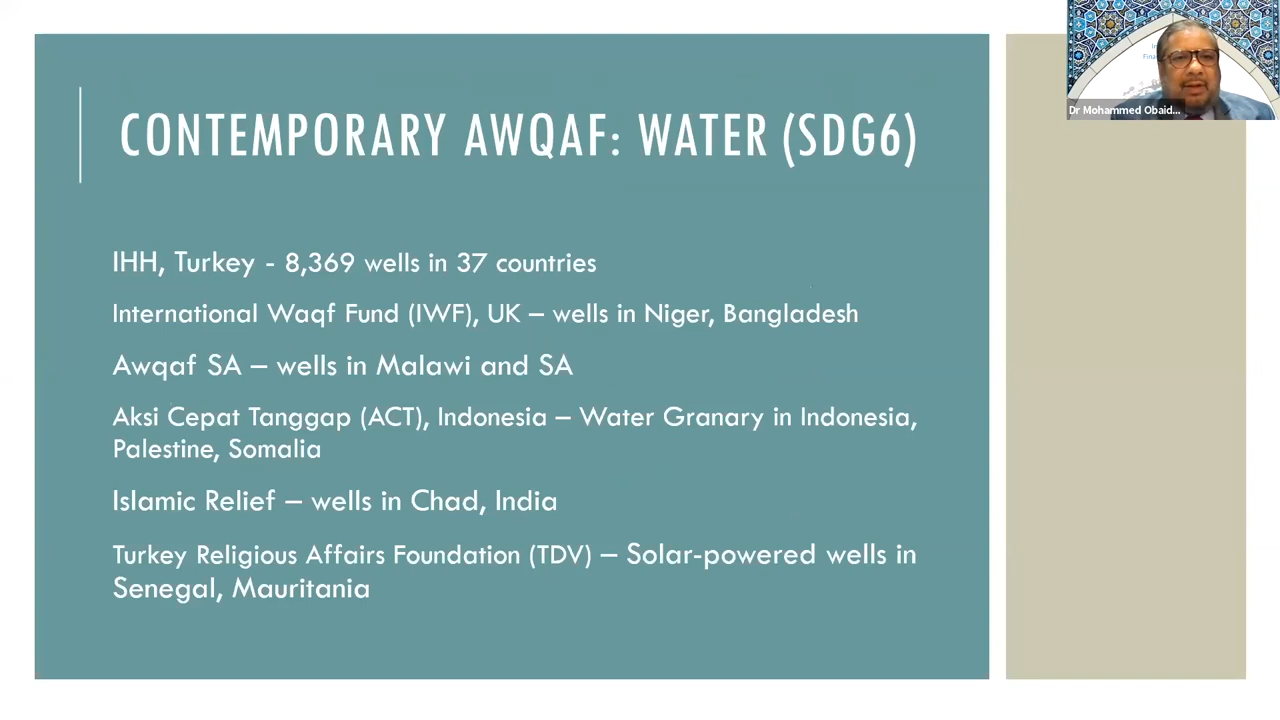 CONTEMPORARY AWQAF: WATER (SDG6)
IHH, Turkey - 8,369 wells in 37 countries
International Waqf Fund (IWF), UK – wells in Niger, Bangladesh
Awqaf SA – wells in Malawi and SA
Aksi Cepat Tanggap (ACT), Indonesia – Water Granary in Indonesia,
Palestine, Somalia
Islamic Relief – wells in Chad, India
Turkey Religious Affairs Foundation (TDV) – Solar-powered wells in
Senegal, Mauritania
Dr Mohammed Obaid...